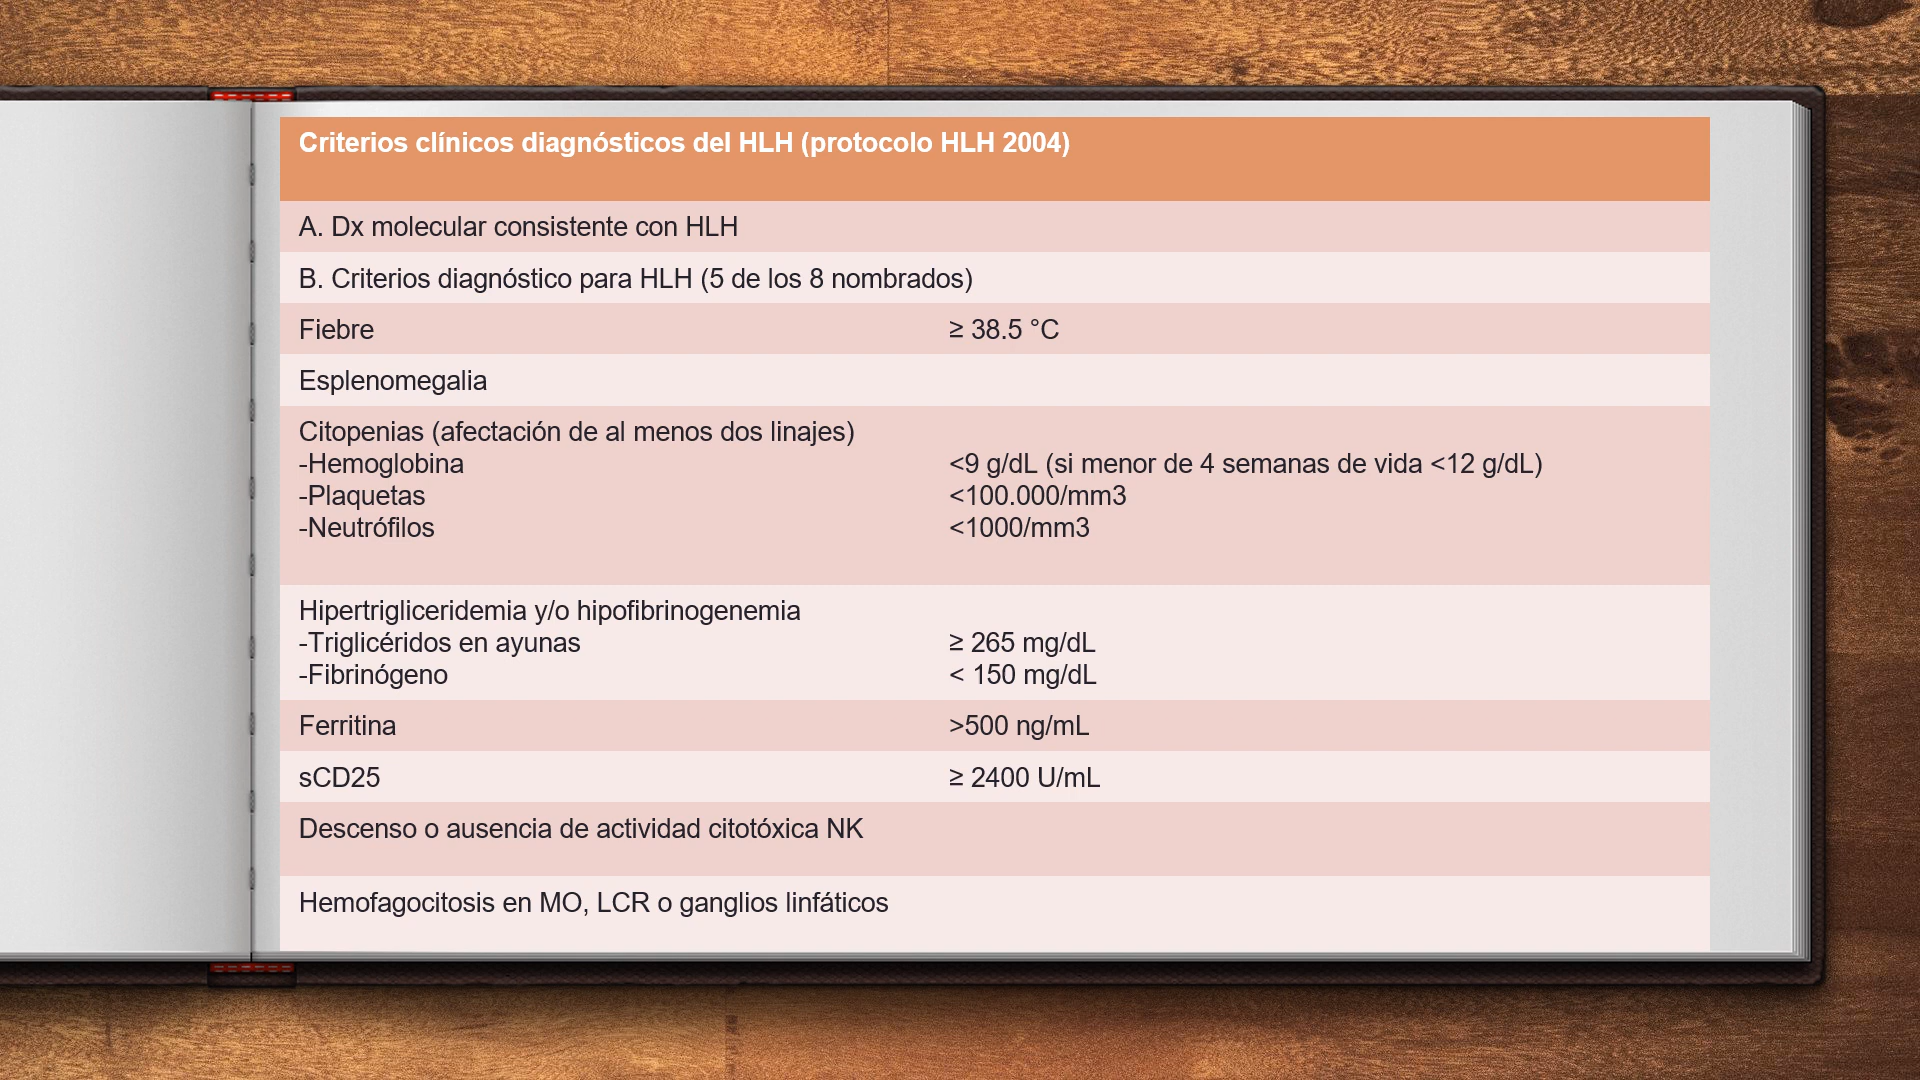 Criterios clínicos diagnósticos del HLH (protocolo HLH 2004)
A. Dx molecular consistente con HLH
B. Criterios diagnóstico para HLH (5 de los 8 nombrados)
Fiebre ≥ 38.5 °C
Esplenomegalia
Citopenias (afectación de al menos dos linajes)
-Hemoglobina <9 g/dL (si menor de 4 semanas de vida <12 g/dL)
-Plaquetas <100.000/mm3
-Neutrófilos <1000/mm3
Hipertrigliceridemia y/o hipofibrinogenemia
-Triglicéridos en ayunas ≥ 265 mg/dL
-Fibrinógeno < 150 mg/dL
Ferritina >500 ng/mL
sCD25 ≥ 2400 U/mL
Descenso o ausencia de actividad citotóxica NK
Hemofagocitosis en MO, LCR o ganglios linfáticos